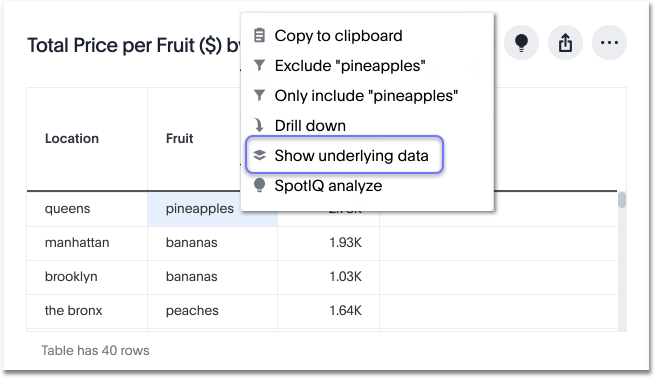 Total Price per Fruit ($) by
Copy to clipboard
Exclude "pineapples"
Only include "pineapples"
Drill down
Show underlying data
SpotIQ analyze
Location Fruit
queens pineapples
manhattan bananas 1.93K
brooklyn bananas 1.03K
the bronx peaches 1.64K
Table has 40 rows